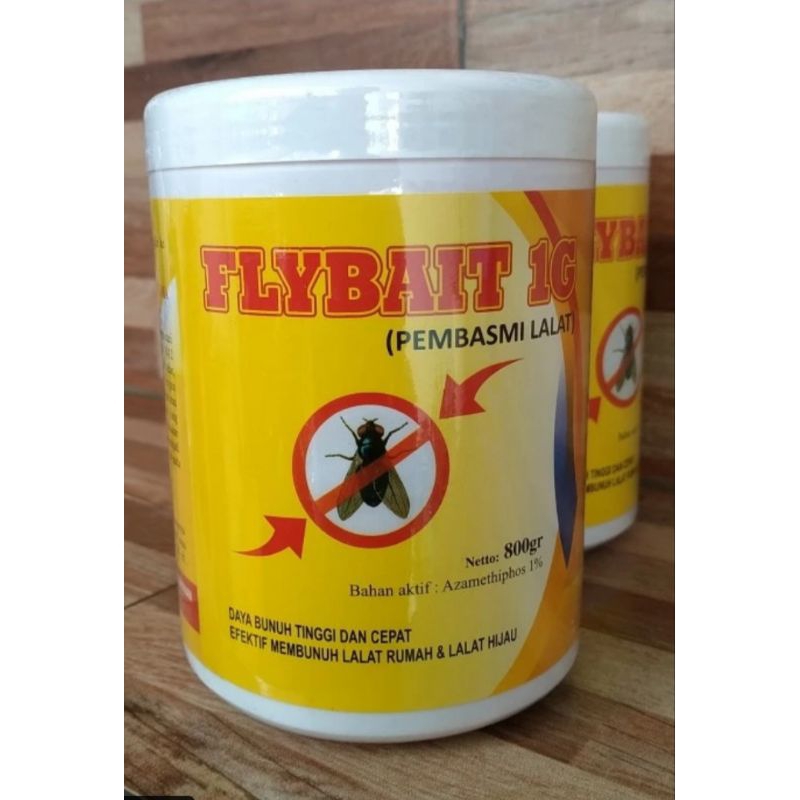 FLYBAIT 1G
(PEMBASMI LALAT)
Netto: 800gr
Bahan aktif : Azamethiphos 1%
DAYA BUNUH TINGGI DAN CEPAT
EFEKTIF MEMBUNUH LALAT RUMAH & LALAT HIJAU